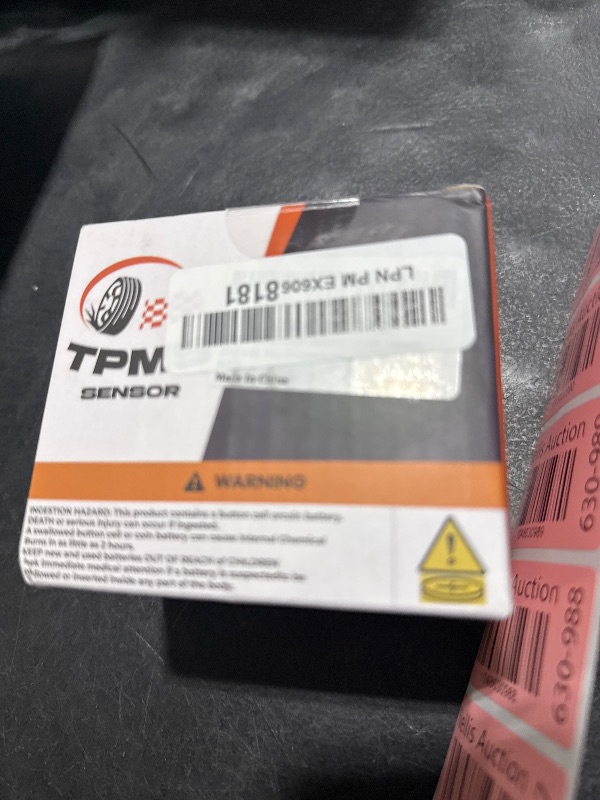 LPN PM EX6068181
TPM
SENSOR
Made In China
WARNING
INGESTION HAZARD: This product contains a button cell or coin battery.
DEATH or serious injury can occur if ingested.
A swallowed button cell or coin battery can cause Internal Chemical
Burns in as little as 2 hours.
KEEP new and used batteries OUT OF REACH of CHILDREN
immediate medical attention if a battery is suspected to be
swallowed or inserted inside any part of the body.
Auction
630-989
Auction
630-988
Auction